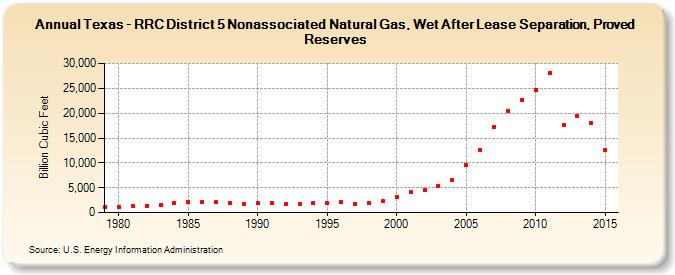 Annual Texas - RRC District 5 Nonassociated Natural Gas, Wet After Lease Separation, Proved
Reserves
Billion Cubic Feet
30,000
25,000
20,000
15,000
10,000
5,000
0
1980 1985 1990 1995 2000 2005 2010 2015
Source: U.S. Energy Information Administration